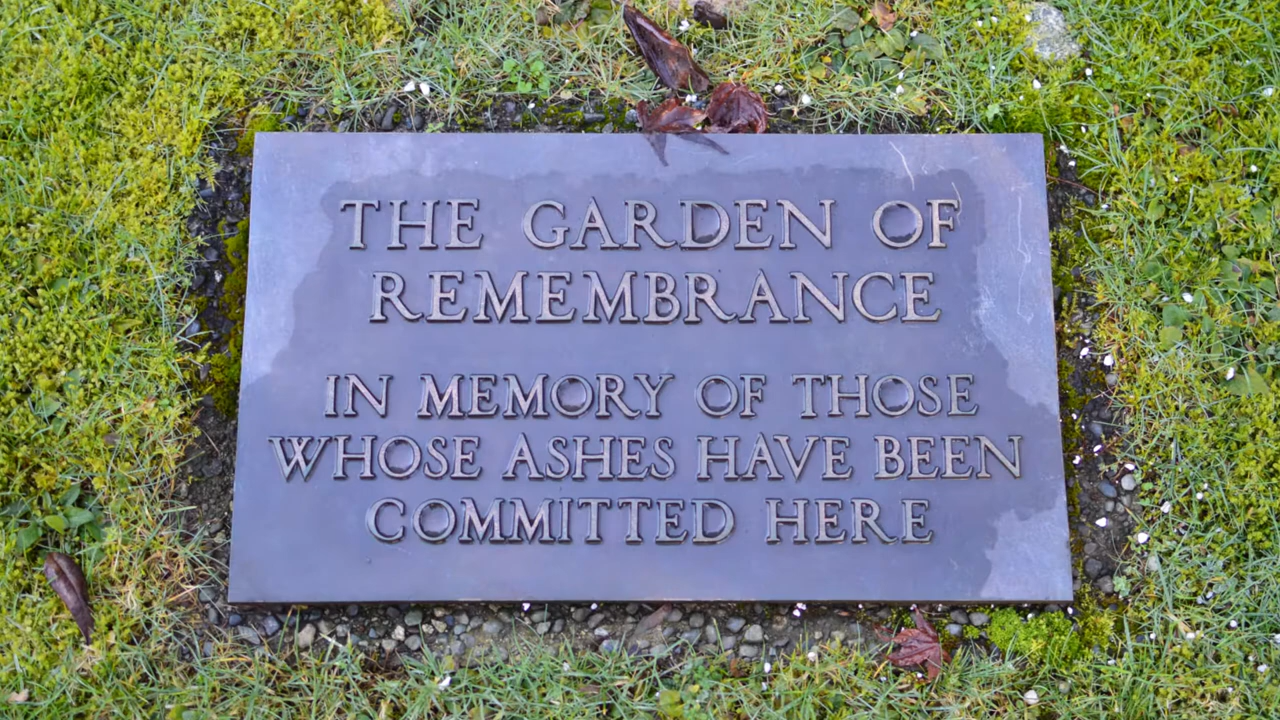 THE GARDEN OF
REMEMBRANCE
IN MEMORY OF THOSE
WHOSE ASHES HAVE BEEN
COMMITTED HERE